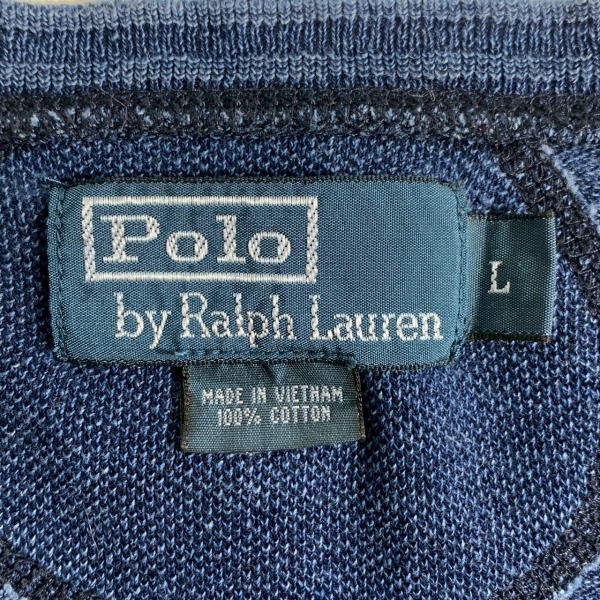 Polo
by Ralph Lauren
L
MADE IN VIETNAM
100% COTTON